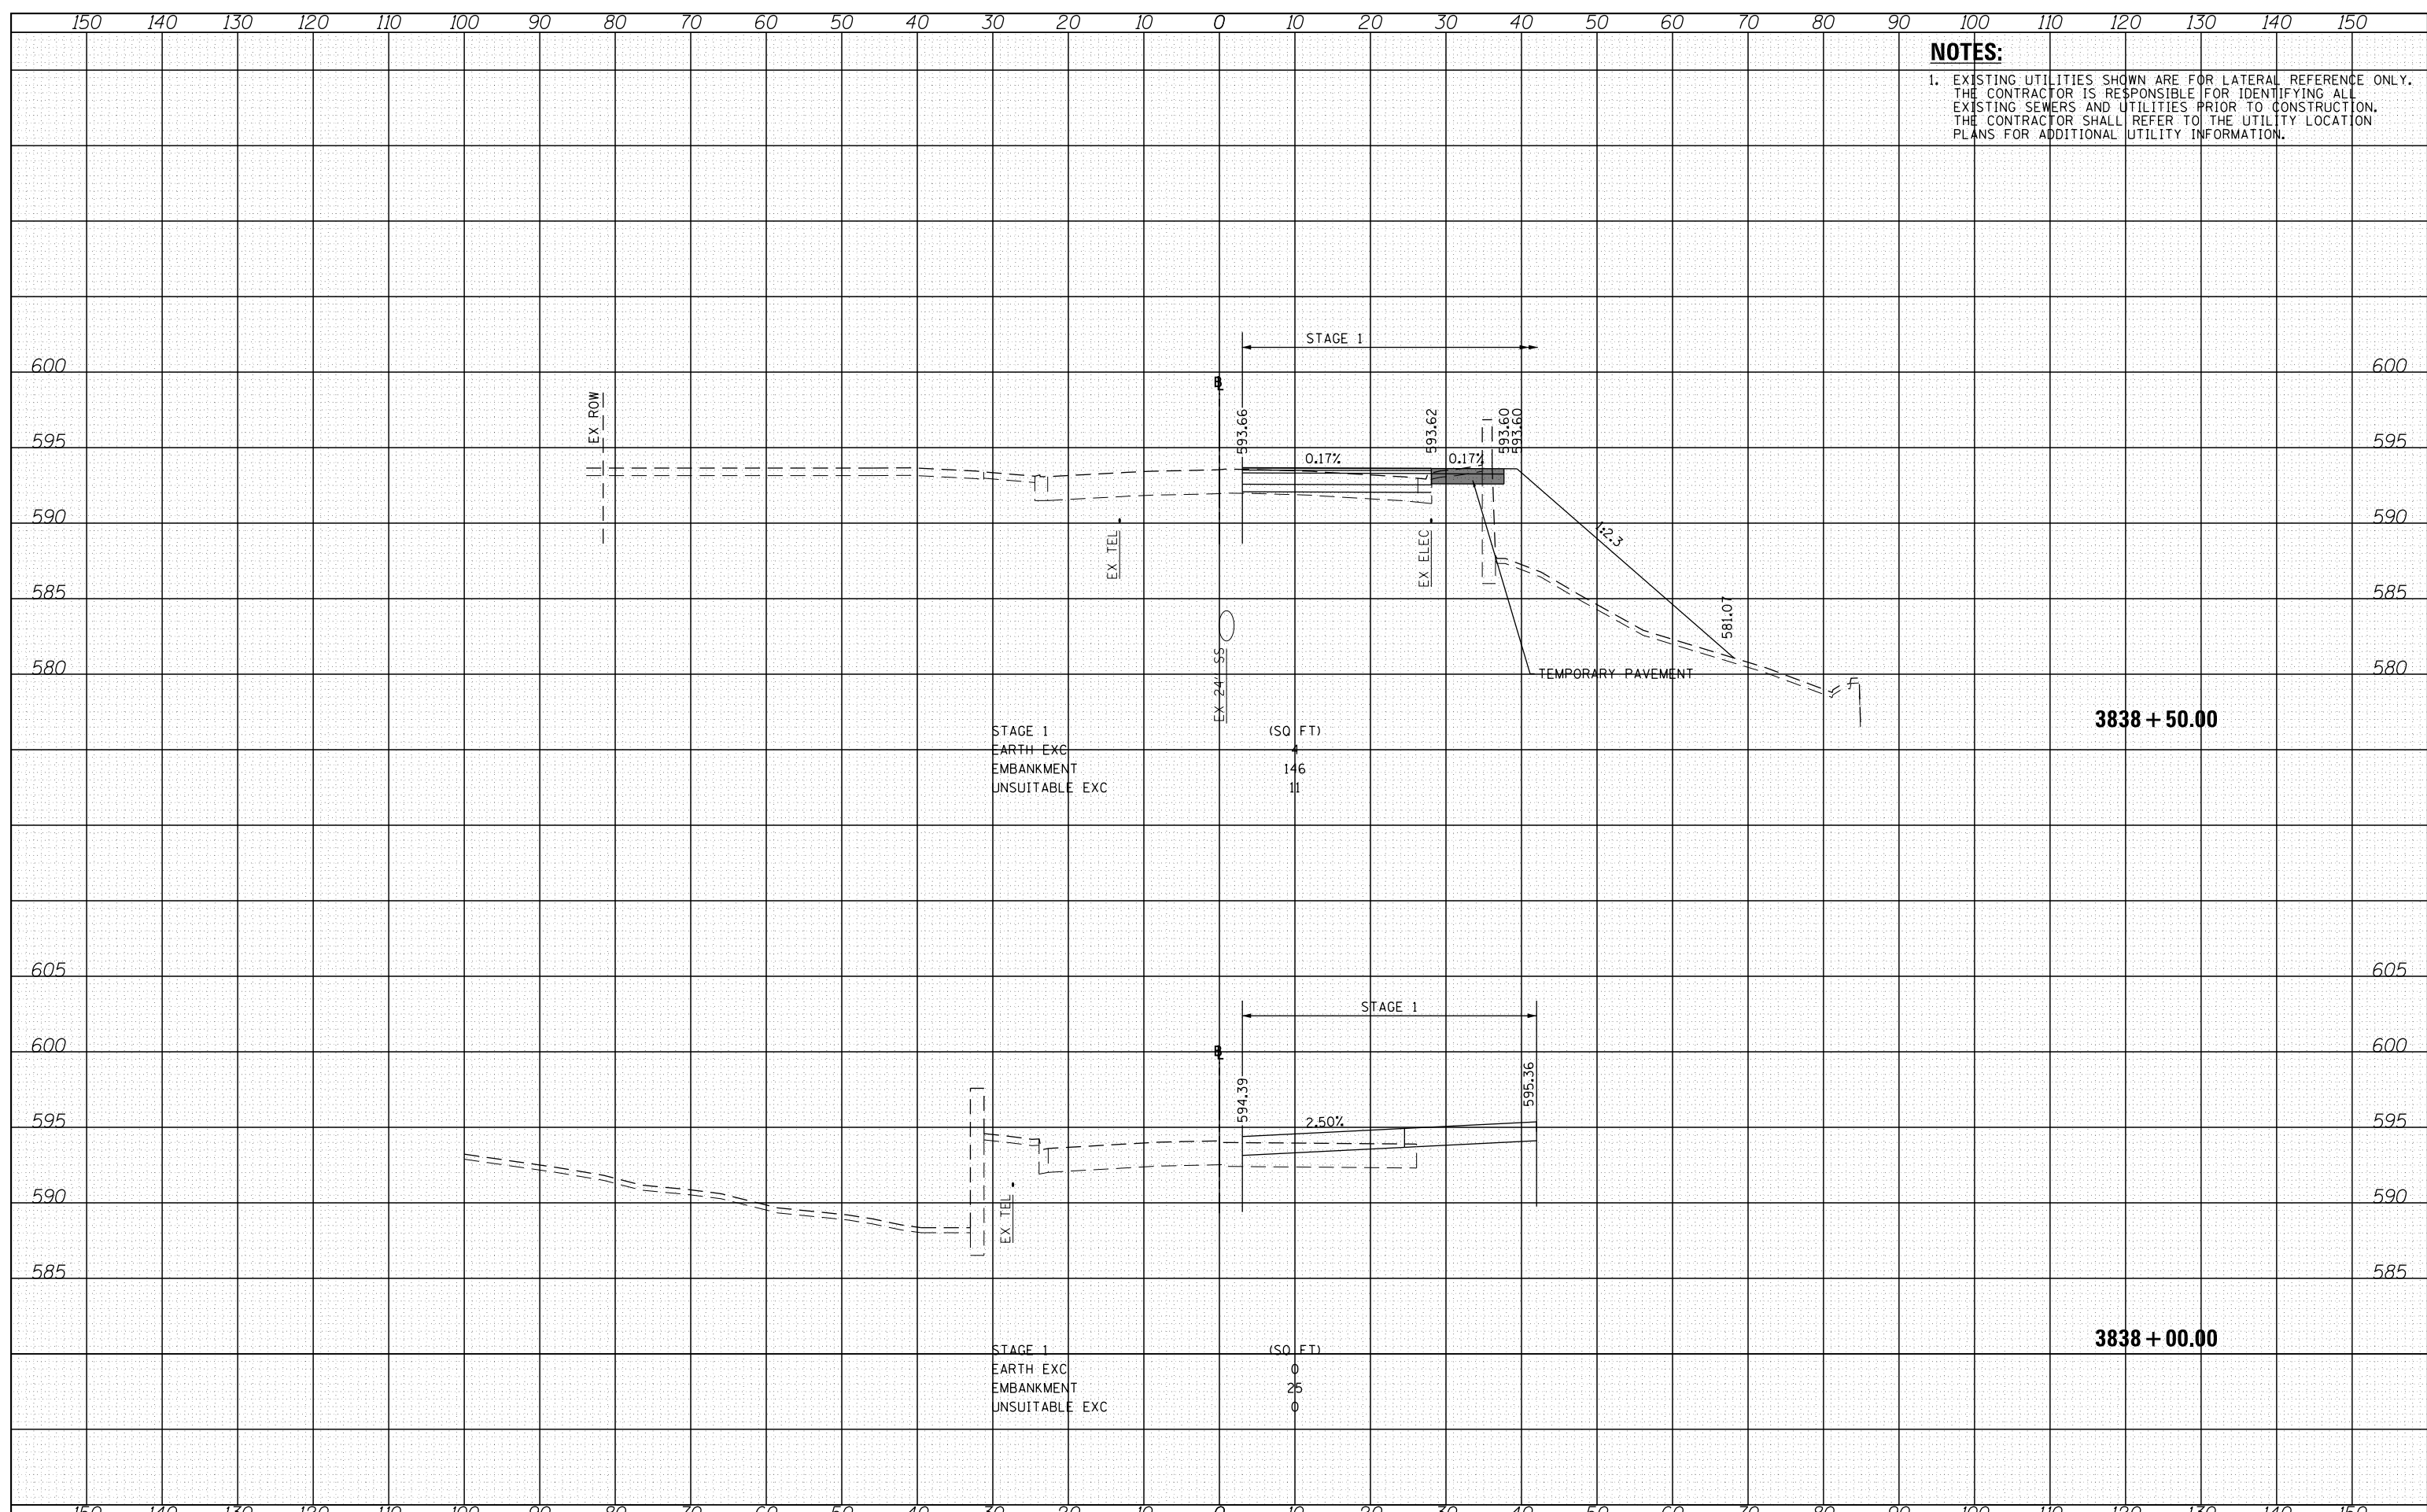 150 140 130 120 110 100 90 80 70 60 50 40 30 20 10 0 10 20 30 40 50 60 70 80 90 100 110 120 130 140 150
NOTES:
1. EXISTING UTILITIES SHOWN ARE FOR LATERAL REFERENCE ONLY.
THE CONTRACTOR IS RESPONSIBLE FOR IDENTIFYING ALL
EXISTING SEWERS AND UTILITIES PRIOR TO CONSTRUCTION.
THE CONTRACTOR SHALL REFER TO THE UTILITY LOCATION
PLANS FOR ADDITIONAL UTILITY INFORMATION.
STAGE 1
600 600
BL
EX ROW
593.66
593.62
593.60
593.60
595 595
0.17% 0.17%
590 590
EX TEL
EX ELEC
1:2.3
585 585
581.07
EX 24" SS
580 TEMPORARY PAVEMENT 580
3838+50.00
STAGE 1 (SQ FT)
EARTH EXC 4
EMBANKMENT 146
UNSUITABLE EXC 11
605 605
STAGE 1
600 BL 600
594.39
595.36
595 2.50% 595
590 590
EX TEL
585 585
3838+00.00
STAGE 1 (SQ FT)
EARTH EXC 0
EMBANKMENT 25
UNSUITABLE EXC 0
150 140 130 120 110 100 90 80 70 60 50 40 30 20 10 0 10 20 30 40 50 60 70 80 90 100 110 120 130 140 150